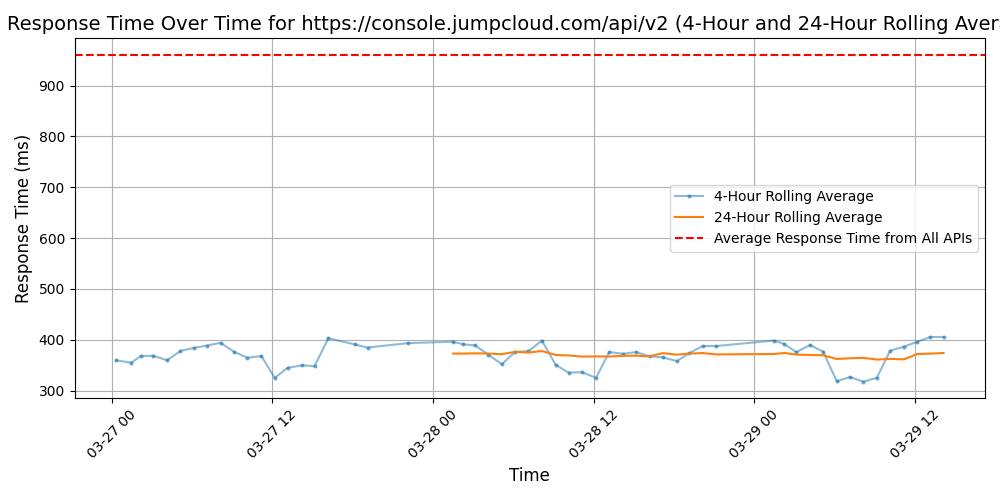 Response Time Over Time for https://console.jumpcloud.com/api/v2 (4-Hour and 24-Hour Rolling Aver
Response Time (ms)
900
800
700
600
500
400
300
4-Hour Rolling Average
24-Hour Rolling Average
Average Response Time from All APIs
03-27 00
03-27 12
03-28 00
03-28 12
03-29 00
03-29 12
Time